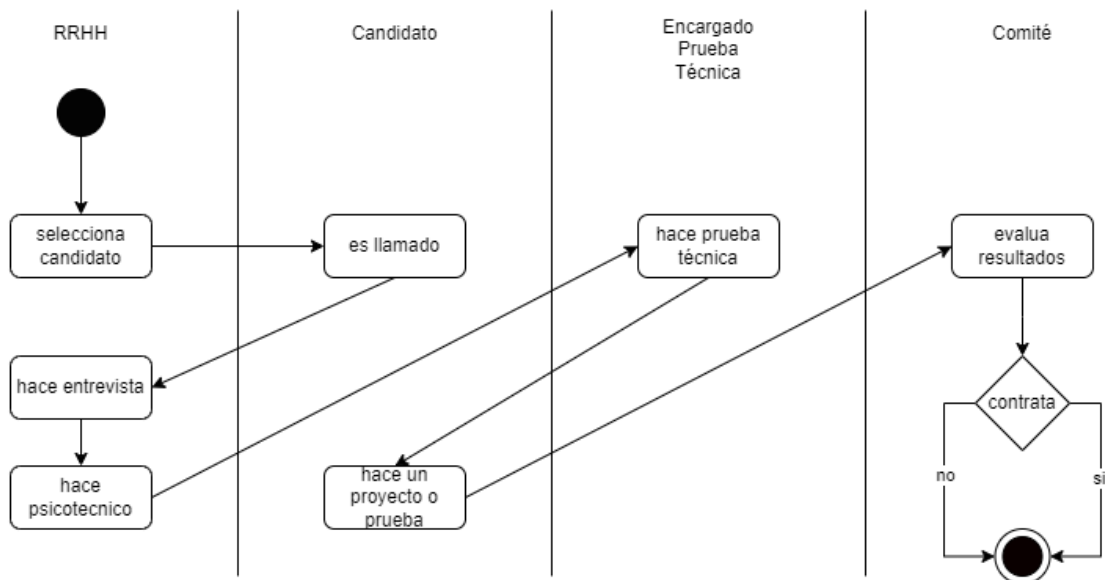 RRHH
Candidato
Encargado
Prueba
Técnica
Comité
selecciona
candidato
es llamado
hace prueba
técnica
evalua
resultados
hace entrevista
contrata
hace
psicotecnico
hace un
proyecto o
prueba
no
si